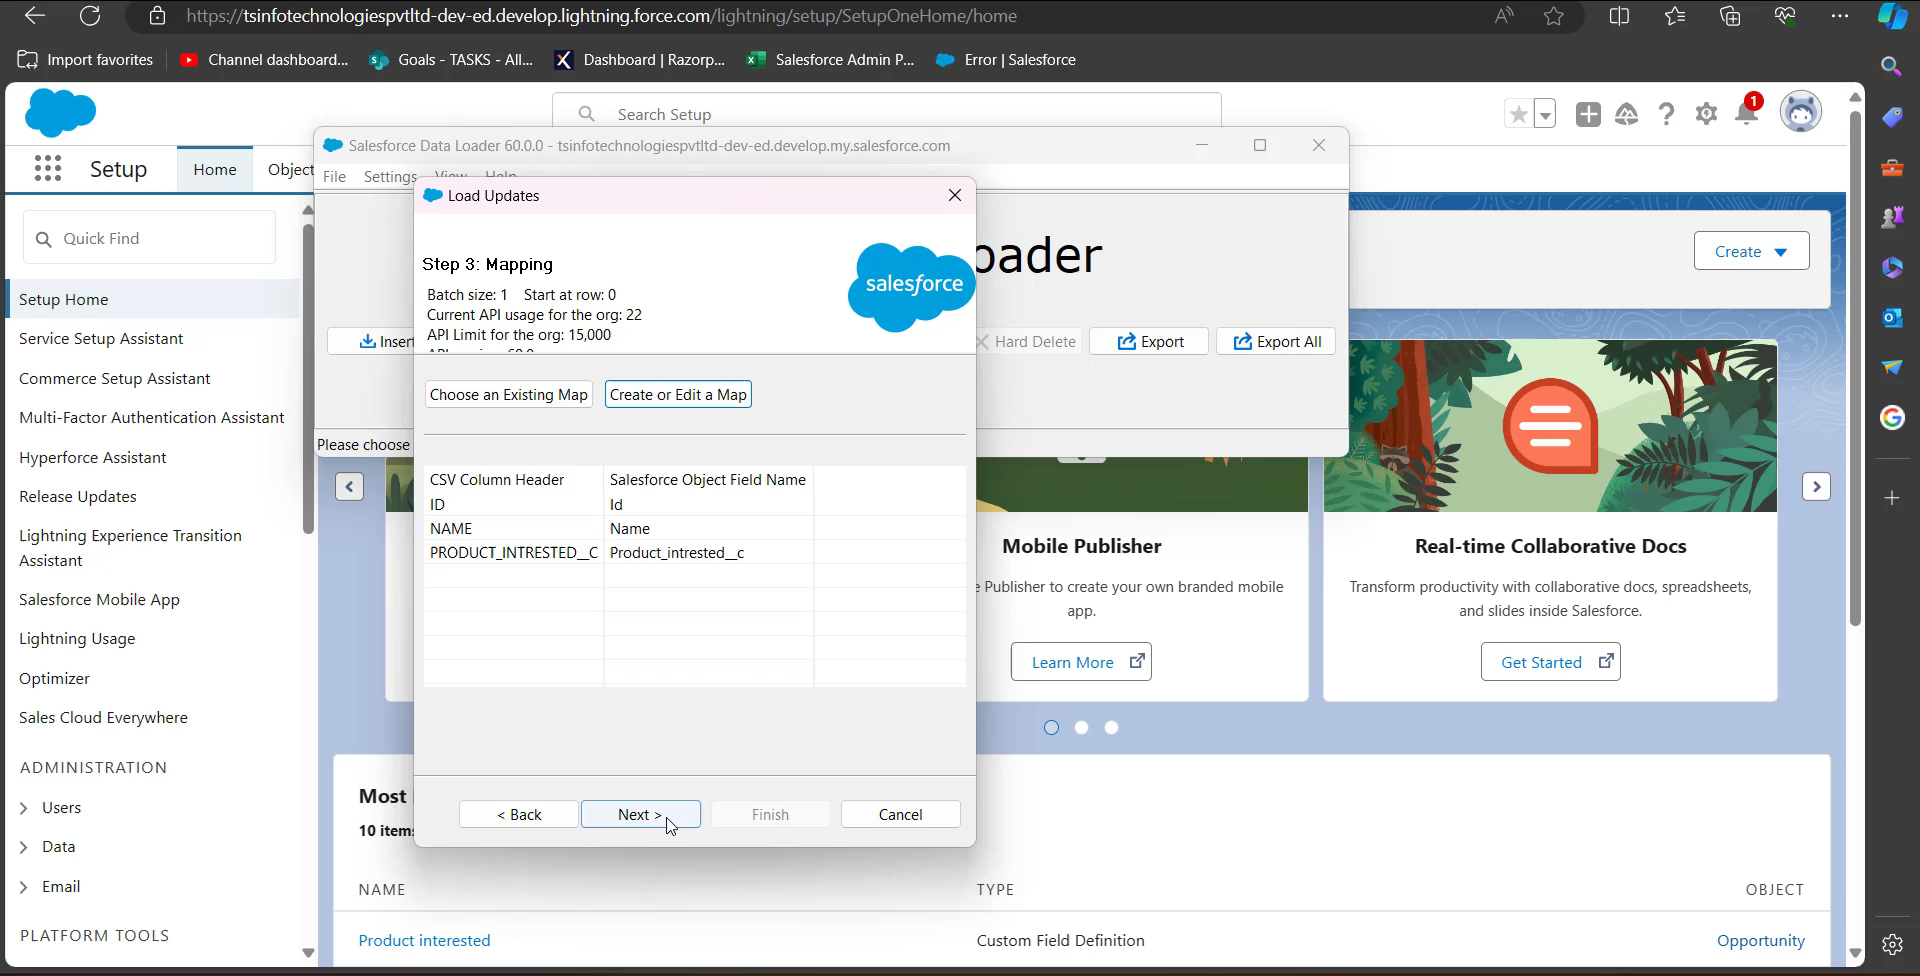 https://tsinfotechnologiespvtltd-dev-ed.develop.lightning.force.com/lightning/setup/SetupOneHome/home
Import favorites
Channel dashboard...
Goals - TASKS - All...
Dashboard | Razorp...
Salesforce Admin P...
Error | Salesforce
Search Setup
1
Setup
Home
Object
Salesforce Data Loader 60.0.0 - tsinfotechnologiespvtltd-dev-ed.develop.my.salesforce.com
File Settings View Help
Load Updates
Quick Find
Setup Home
Service Setup Assistant
Commerce Setup Assistant
Multi-Factor Authentication Assistant
Hyperforce Assistant
Release Updates
Lightning Experience Transition
Assistant
Salesforce Mobile App
Lightning Usage
Optimizer
Sales Cloud Everywhere
ADMINISTRATION
Users
Data
Email
PLATFORM TOOLS
Step 3: Mapping
Batch size: 1 Start at row: 0
Current API usage for the org: 22
API Limit for the org: 15,000
salesforce
oader
Create
Insert
Hard Delete
Export
Export All
Please choose
Choose an Existing Map
Create or Edit a Map
CSV Column Header Salesforce Object Field Name
ID Id
NAME Name
PRODUCT_INTRESTED__C Product_intrested__c
< Back
Next >
Finish
Cancel
Mobile Publisher
Publisher to create your own branded mobile
app.
Learn More
Real-time Collaborative Docs
Transform productivity with collaborative docs, spreadsheets,
and slides inside Salesforce.
Get Started
Most
10 items
NAME TYPE OBJECT
Product interested Custom Field Definition Opportunity